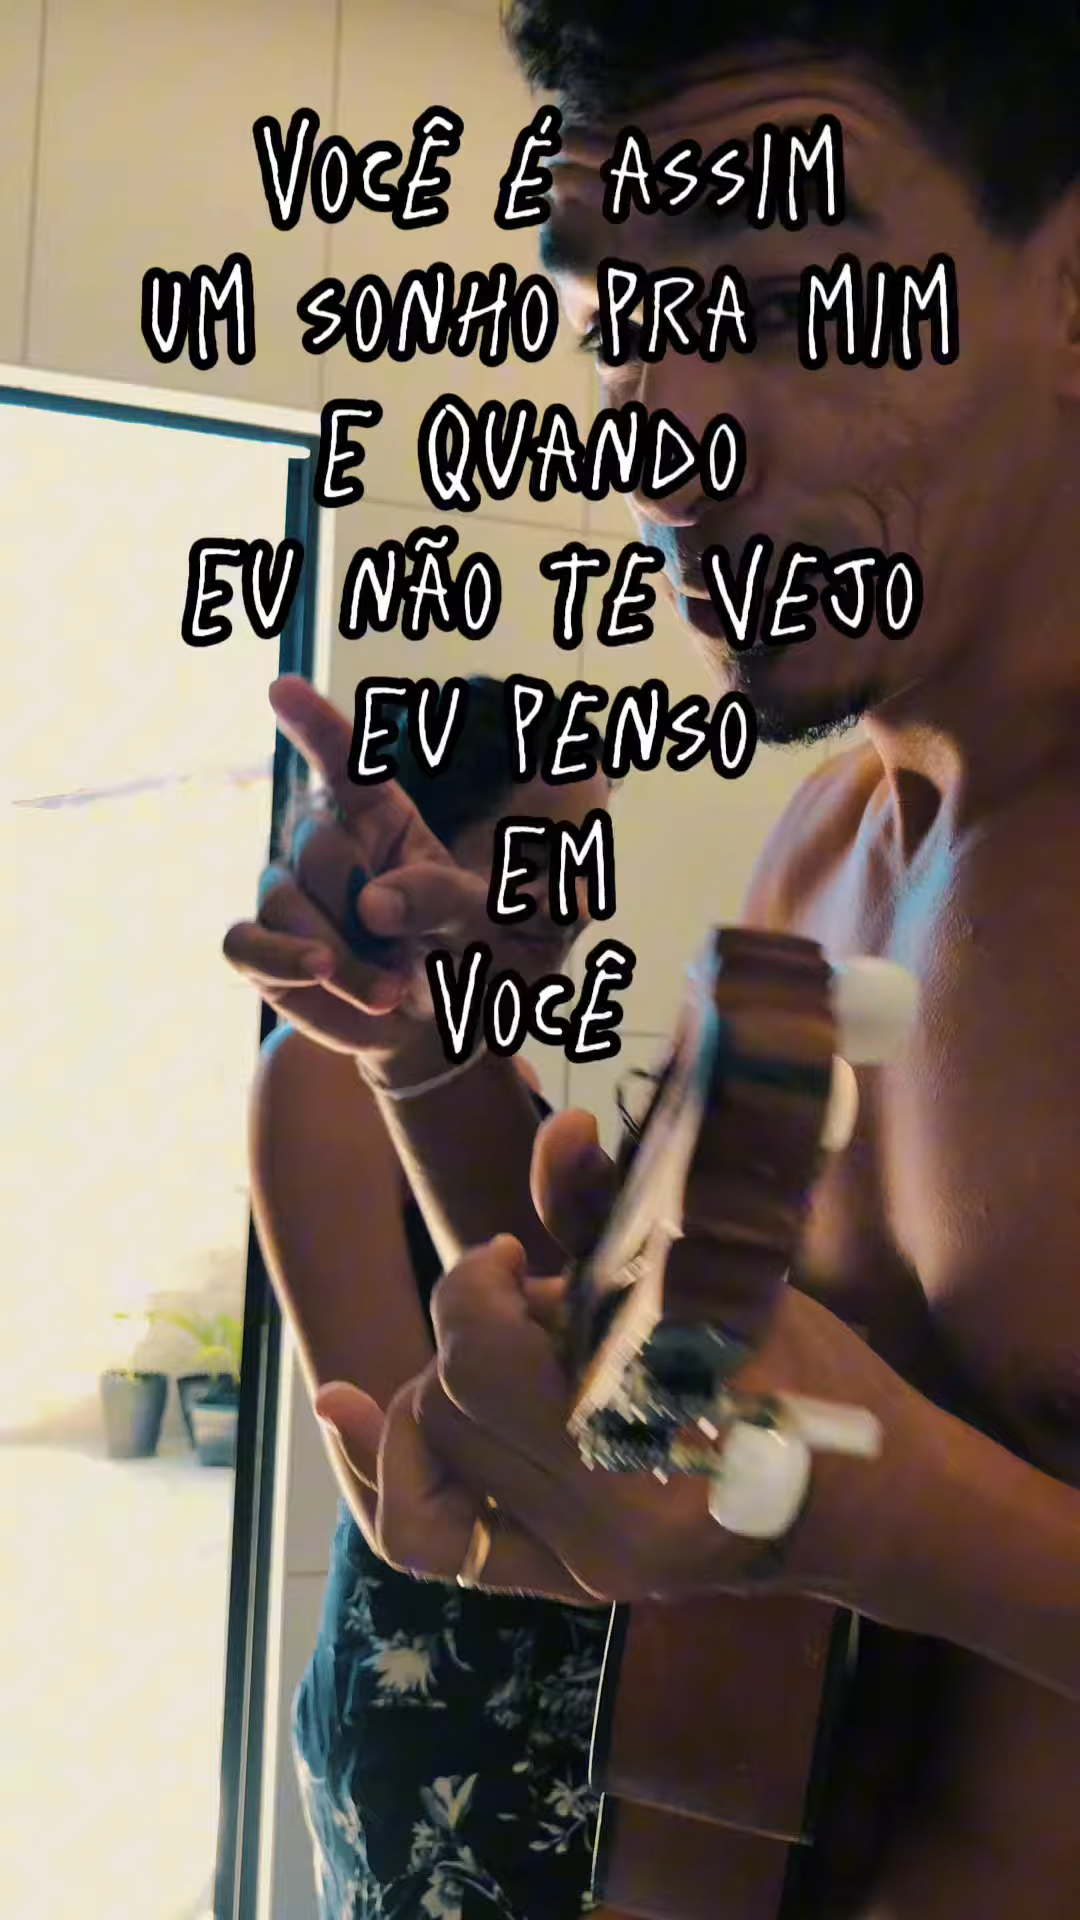 VOCÊ É ASSIM
UM SONHO PRA MIM
E QUANDO
EU NÃO TE VEJO
EU PENSO
EM
VOCÊ